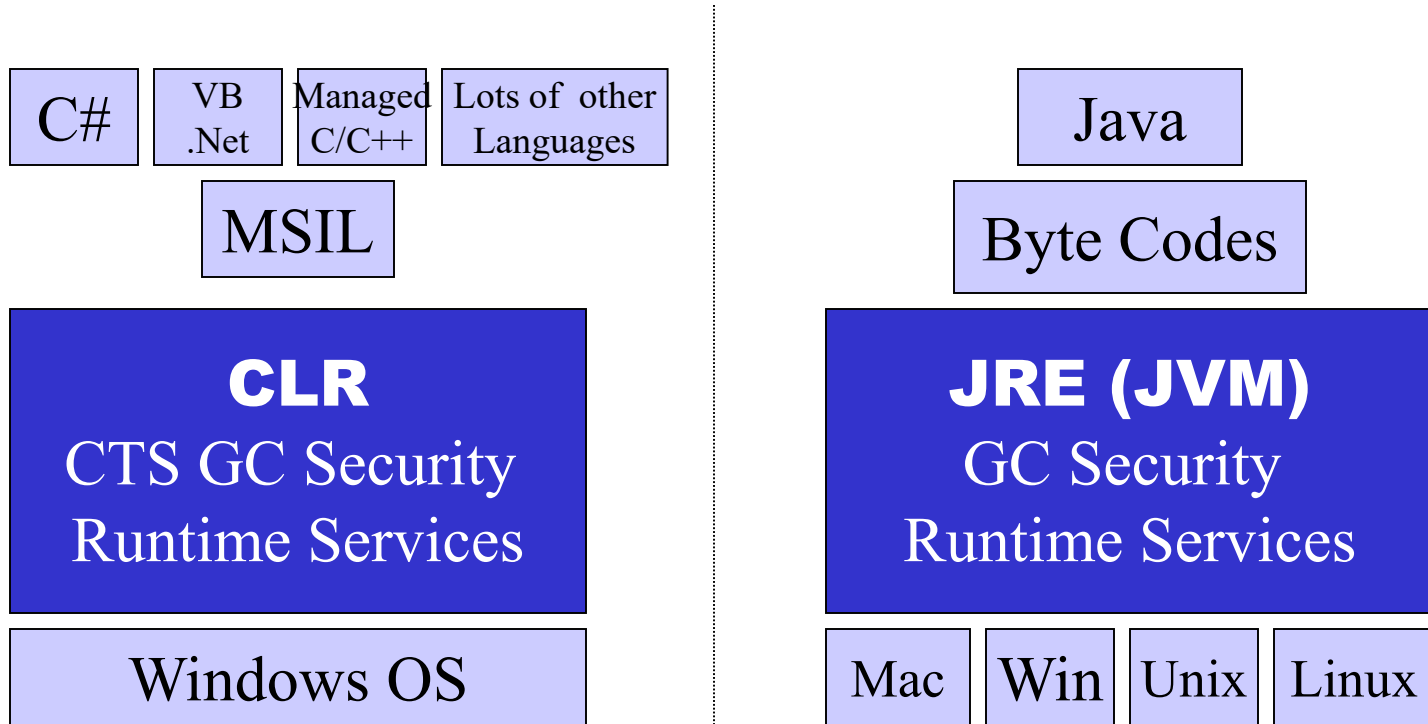 C#
VB
.Net
Managed
C/C++
Lots of other
Languages
MSIL
CLR
CTS GC Security
Runtime Services
Windows OS
Java
Byte Codes
JRE (JVM)
GC Security
Runtime Services
Mac
Win
Unix
Linux